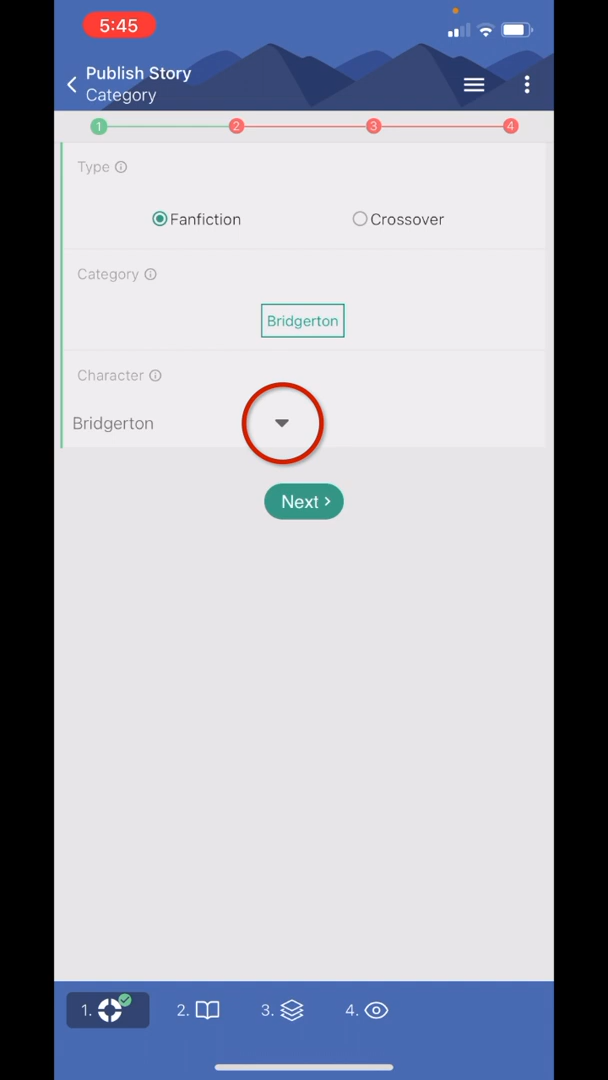 5:45
Publish Story
Category
1 2 3 4
Type
Fanfiction Crossover
Category
Bridgerton
Character
Bridgerton
Next
1. 2. 3. 4.